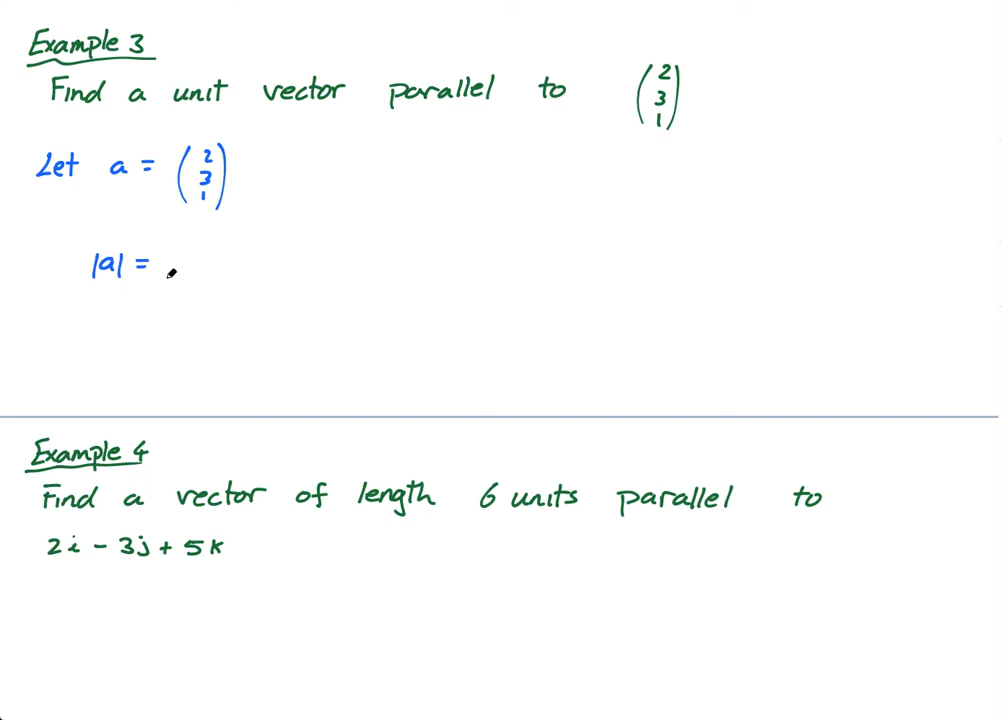 Example 3
Find a unit vector parallel to (2 3 1)
Let a = (2 3 1)
|a| =
Example 4
Find a vector of length 6 units parallel to
2i - 3j + 5k